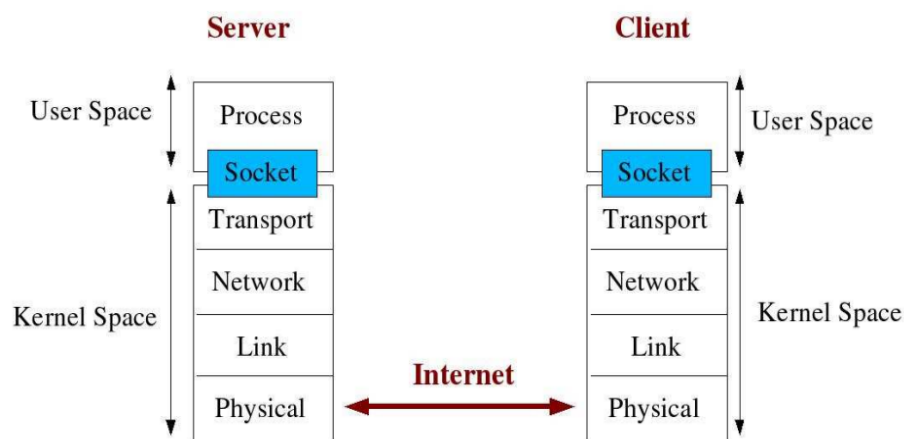 Server
Client
User Space
Process
Process
User Space
Socket
Socket
Transport
Transport
Network
Network
Kernel Space
Kernel Space
Link
Link
Internet
Physical
Physical